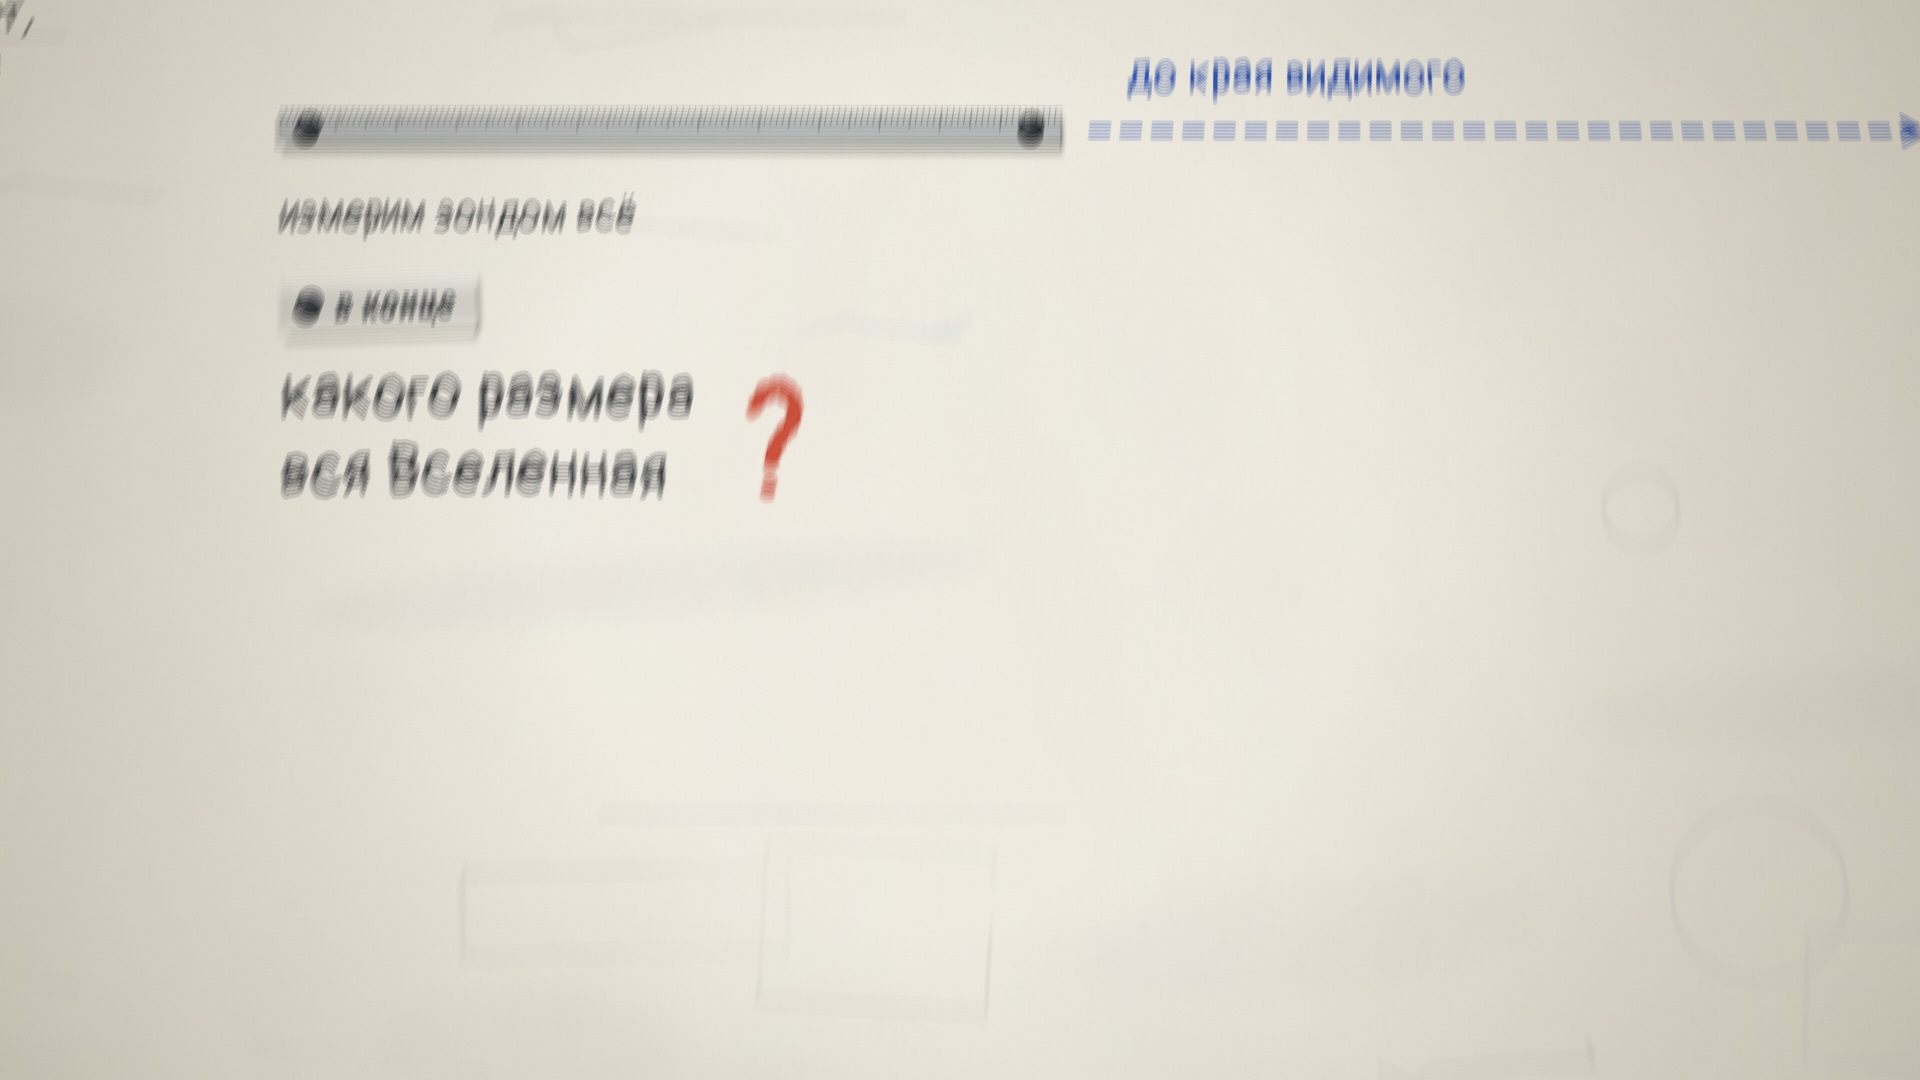 до края видимого
измерим зондом всё
в конце
какого размера
вся Вселенная ?